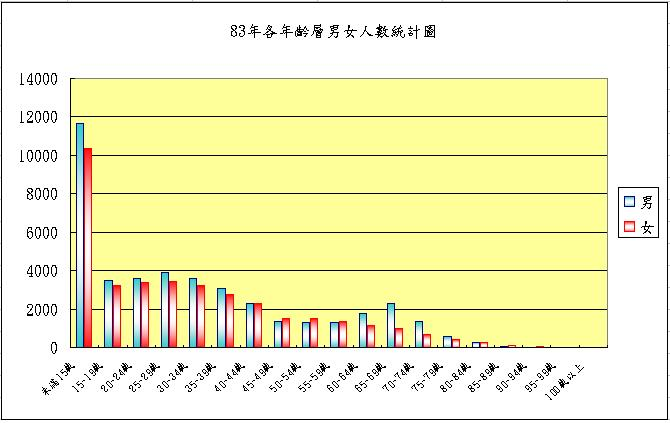 83年各年齡層男女人數統計圖
14000
12000
10000
8000
6000
4000
2000
0
男
女
未滿15歲
15-19歲
20-24歲
25-29歲
30-34歲
35-39歲
40-44歲
45-49歲
50-54歲
55-59歲
60-64歲
65-69歲
70-74歲
75-79歲
80-84歲
85-89歲
90-94歲
95-99歲
100歲以上